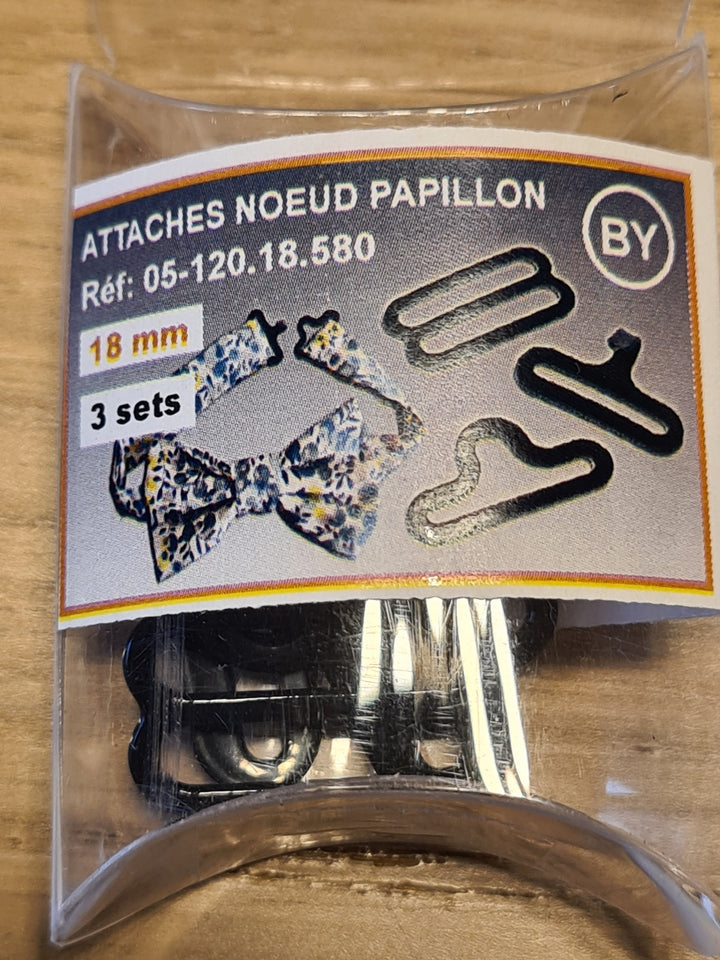 ATTACHES NOEUD PAPILLON
Réf: 05-120.18.580
BY
18 mm
3 sets